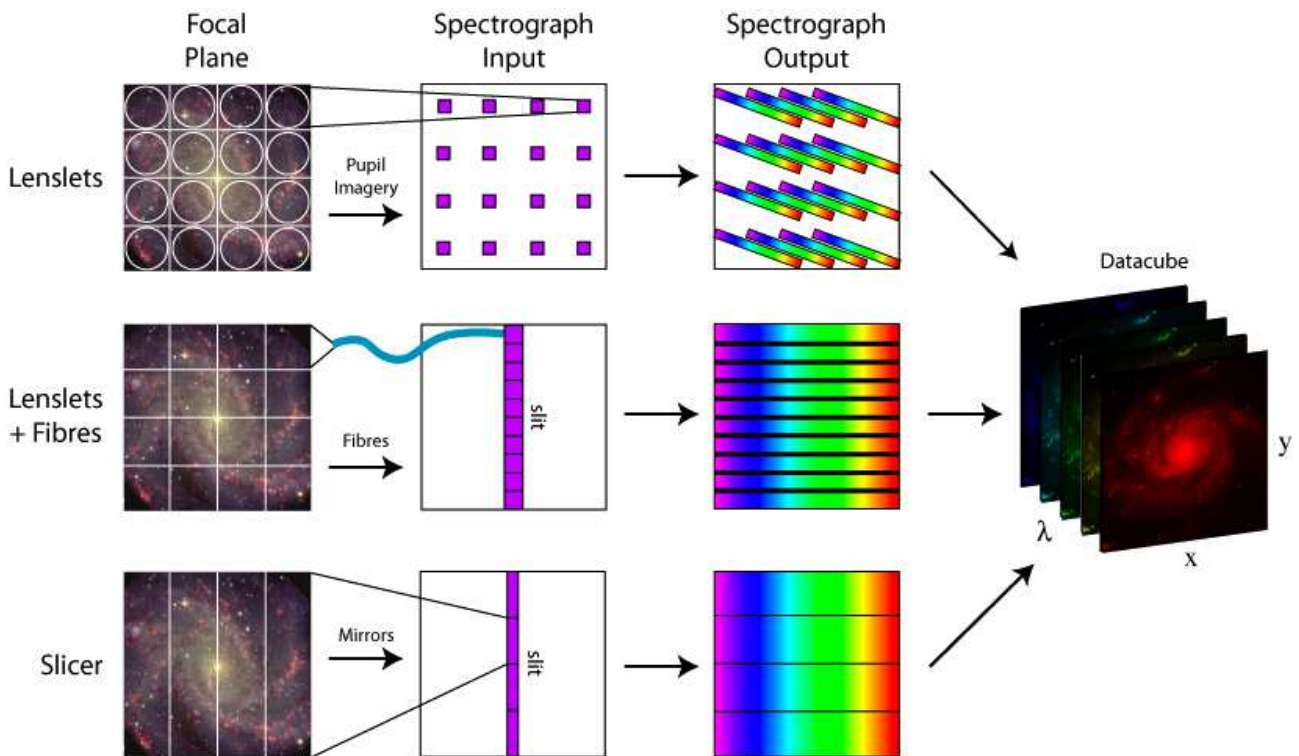 Focal
Plane
Spectrograph
Input
Spectrograph
Output
Lenslets
Pupil
Imagery
Datacube
Lenslets
+ Fibres
Fibres
slit
y
λ
x
Slicer
Mirrors
slit